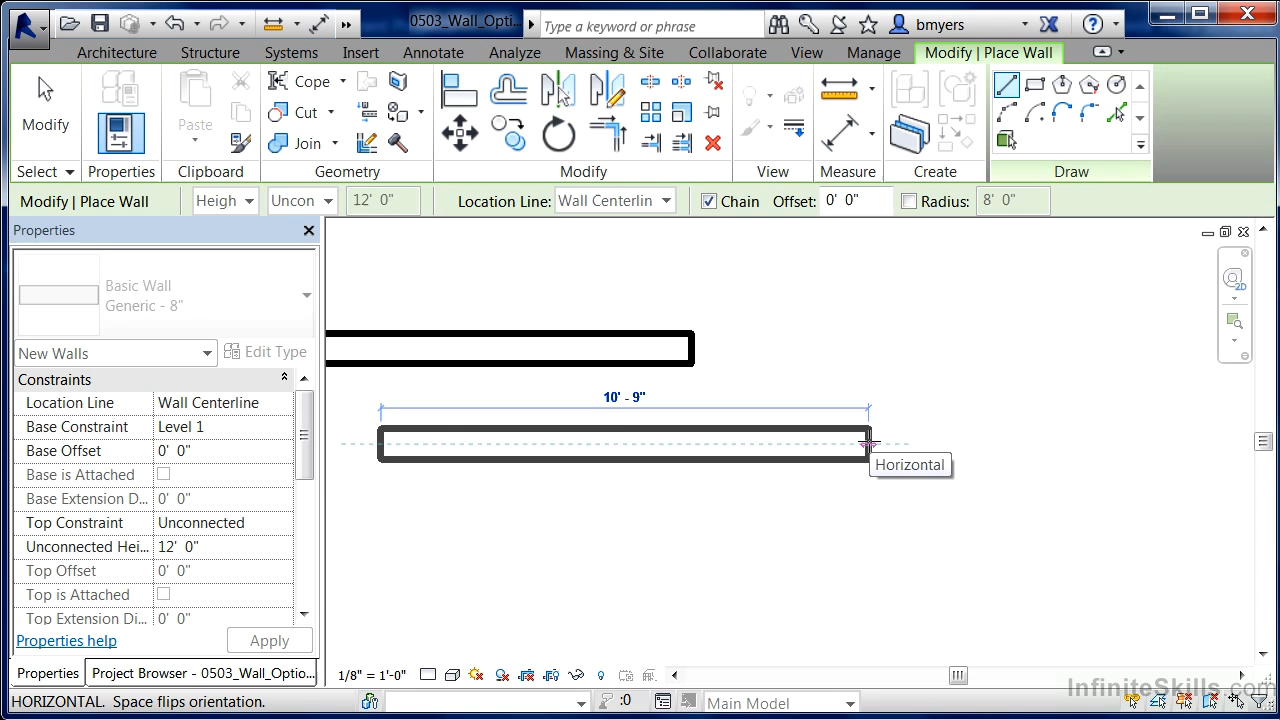 0503_Wall_Opti...
Type a keyword or phrase
bmyers
Architecture Structure Systems Insert Annotate Analyze Massing & Site Collaborate View Manage Modify | Place Wall
Modify
Cope
Cut
Join
Paste
Select Properties Clipboard Geometry Modify View Measure Create Draw
Modify | Place Wall Heigh Uncon 12' 0" Location Line: Wall Centerlin Chain Offset: 0' 0" Radius: 8' 0"
Properties
Basic Wall
Generic - 8"
New Walls Edit Type
Constraints
Location Line Wall Centerline
Base Constraint Level 1
Base Offset 0' 0"
Base is Attached
Base Extension D... 0' 0"
Top Constraint Unconnected
Unconnected Hei... 12' 0"
Top Offset 0' 0"
Top is Attached
Top Extension Di... 0' 0"
Properties help Apply
Properties Project Browser - 0503_Wall_Optio...
10' - 9"
Horizontal
2D
1/8" = 1'-0"
HORIZONTAL. Space flips orientation.
:0
Main Model
InfiniteSkills.com